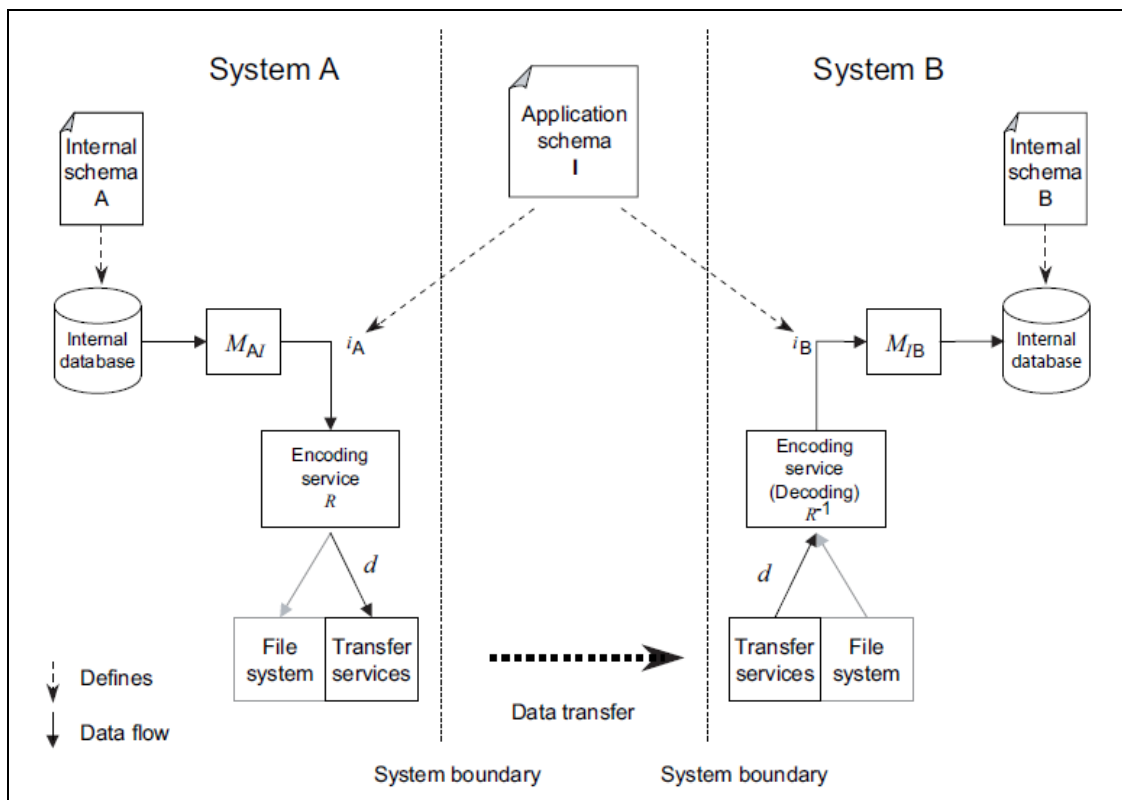 System A
System B
Application
schema
I
Internal
schema
A
Internal
schema
B
Internal
database
M_AI
i_A
i_B
M_IB
Internal
database
Encoding
service
R
Encoding
service
(Decoding)
R⁻¹
d
d
File
system
Transfer
services
Transfer
services
File
system
Defines
Data flow
Data transfer
System boundary
System boundary